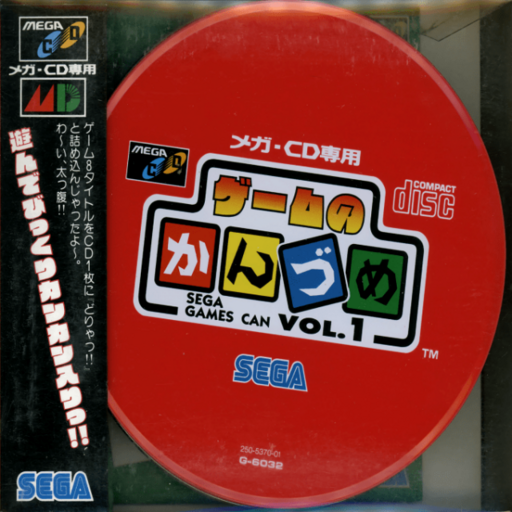 MEGA
CD
メガ・CD専用
MD
ゲーム8タイトルをCD1枚に「どりゃっ!!」
と詰め込んじゃったよ〜。
わ〜い、太っ腹!!
遊んでびっくりカンカン入りっ!!
SEGA
メガ・CD専用
MEGA
CD
COMPACT
disc
ゲームの
かんづめ
SEGA
GAMES CAN VOL.1
TM
SEGA
250-5370-01
G-6032